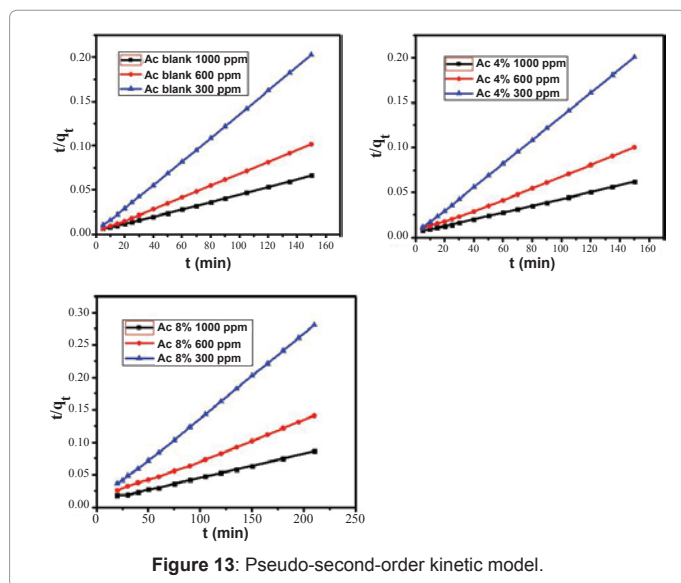 Ac blank 1000 ppm
Ac blank 600 ppm
Ac blank 300 ppm
0.20
0.15
0.10
0.05
0.00
t/qt
0 20 40 60 80 100 120 140 160
t (min)
Ac 4% 1000 ppm
Ac 4% 600 ppm
Ac 4% 300 ppm
0.20
0.15
0.10
0.05
0.00
t/qt
0 20 40 60 80 100 120 140 160
t (min)
Ac 8% 1000 ppm
Ac 8% 600 ppm
Ac 8% 300 ppm
0.30
0.25
0.20
0.15
0.10
0.05
0.00
t/qt
0 50 100 150 200 250
t (min)
Figure 13: Pseudo-second-order kinetic model.